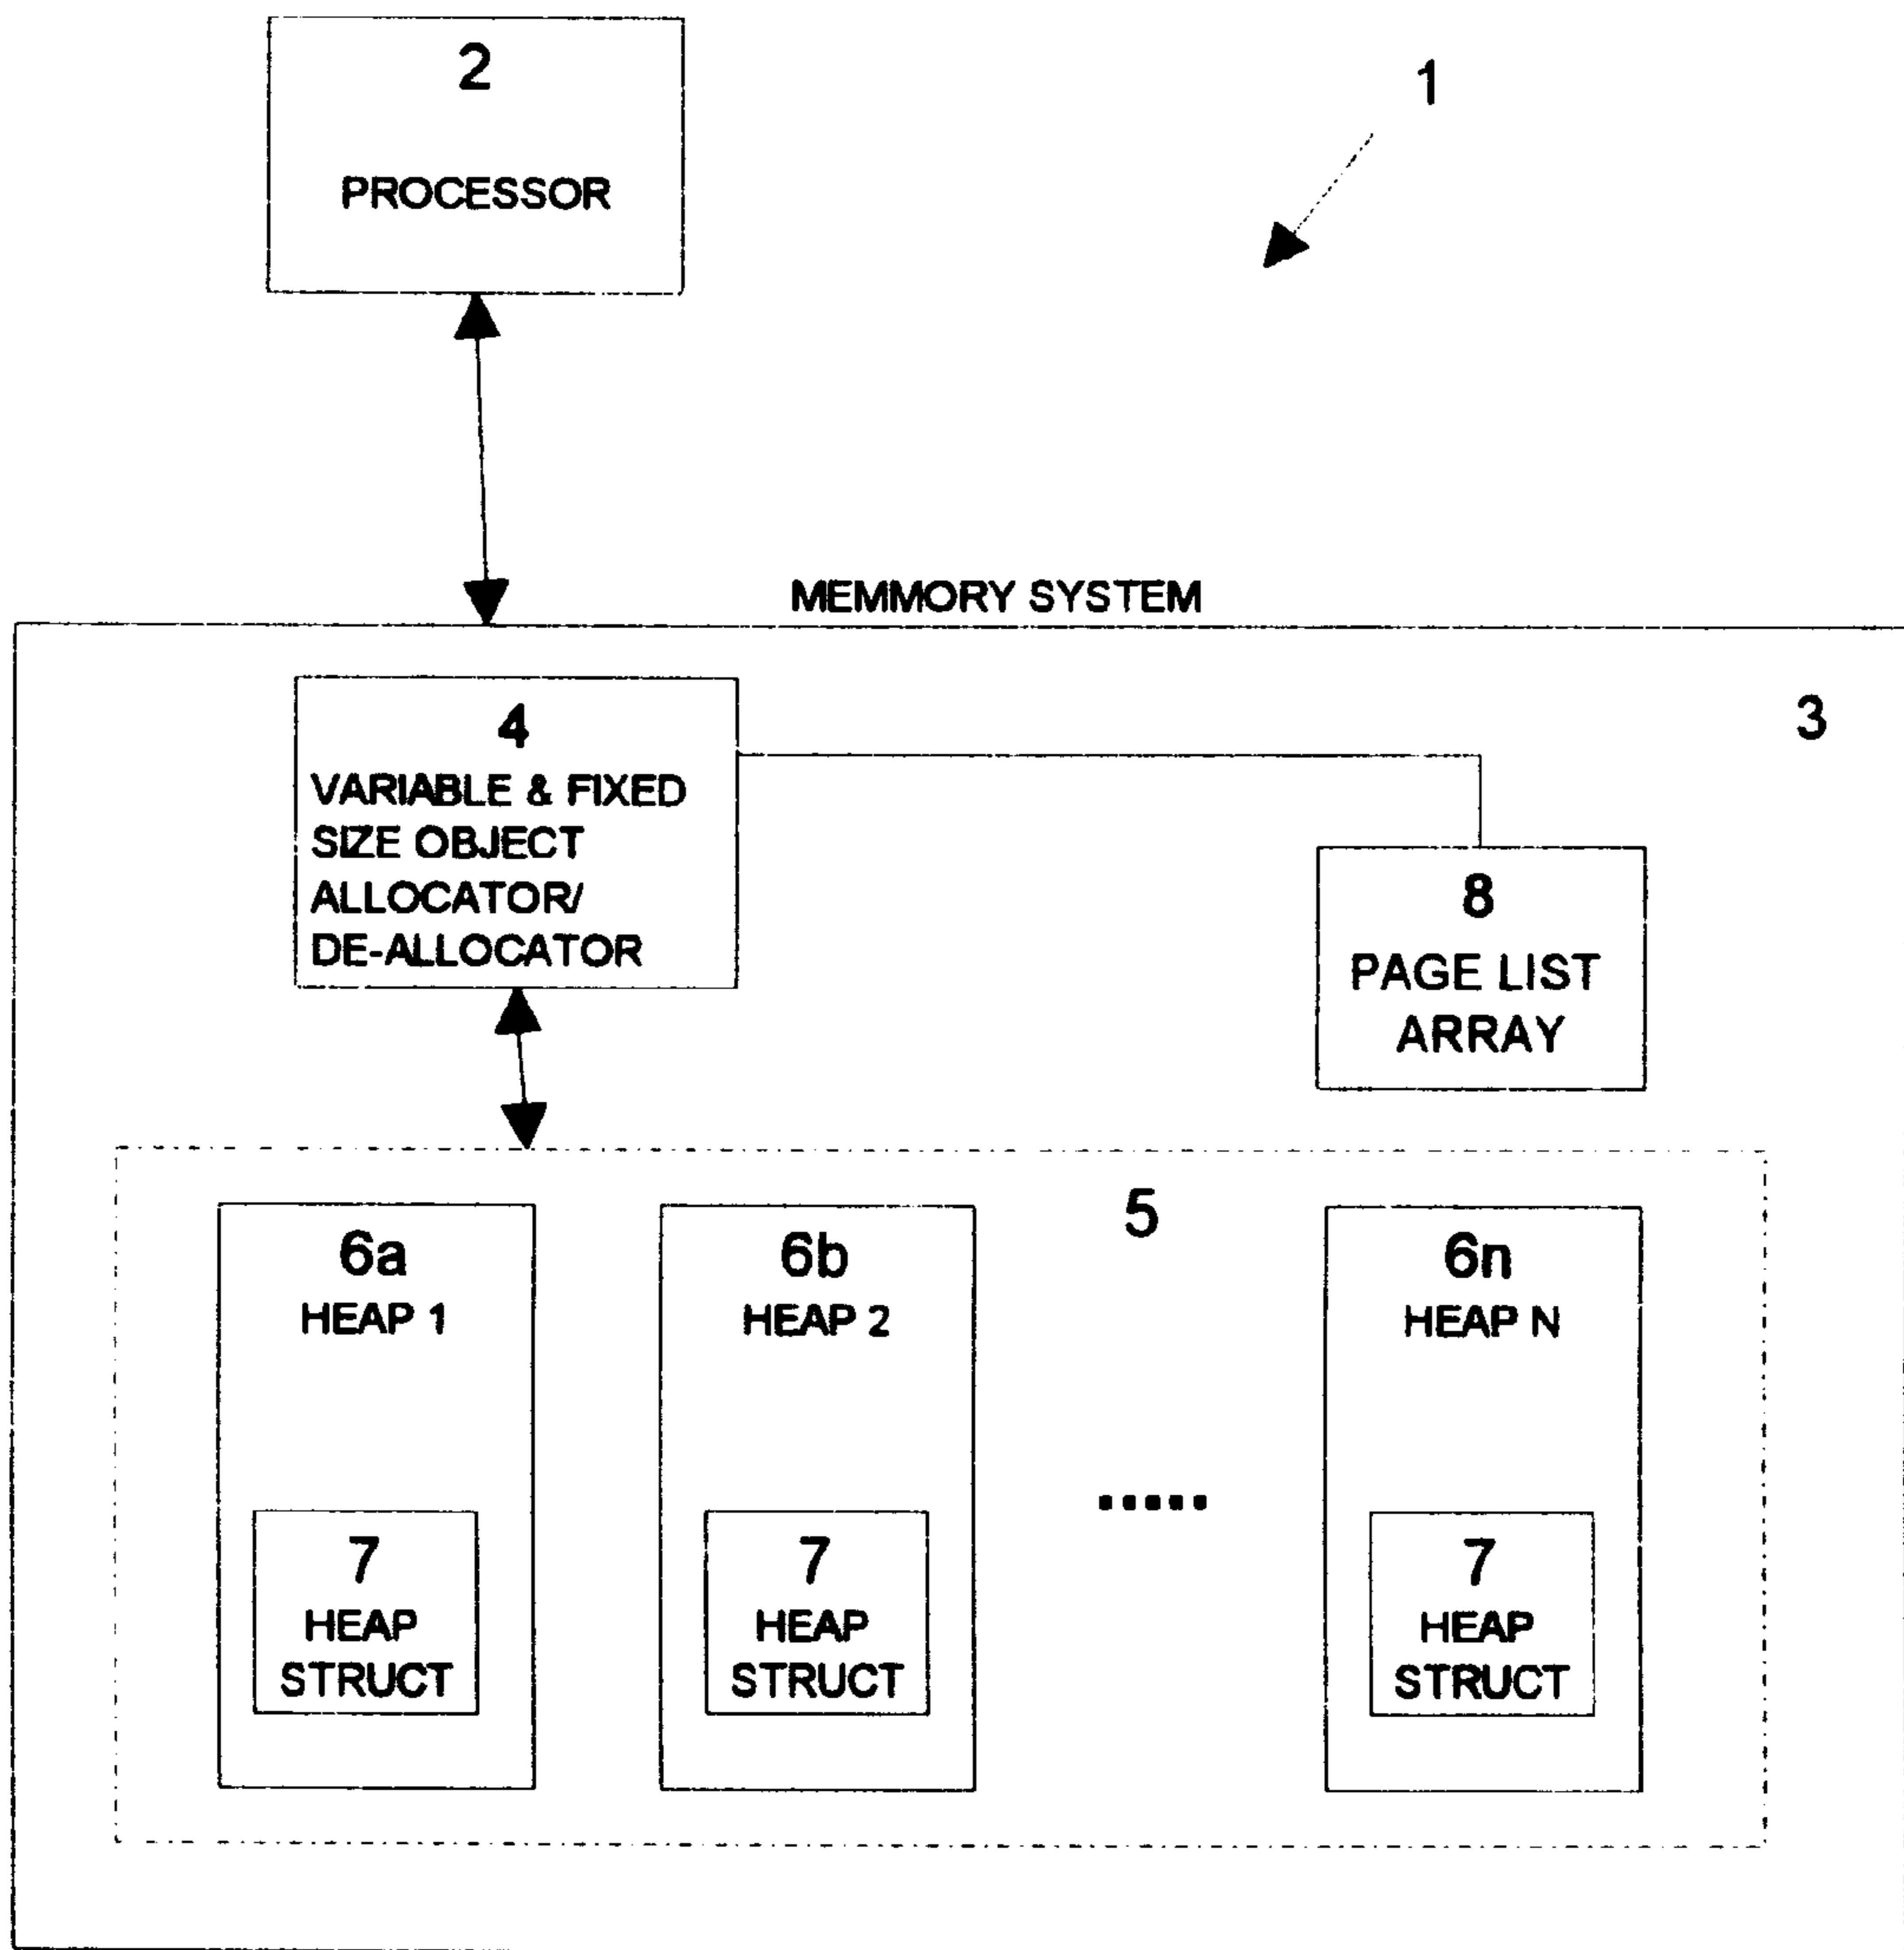 2
PROCESSOR
1
MEMMORY SYSTEM
3
4
VARIABLE & FIXED
SIZE OBJECT
ALLOCATOR/
DE-ALLOCATOR
8
PAGE LIST
ARRAY
5
6a
HEAP 1
7
HEAP
STRUCT
6b
HEAP 2
7
HEAP
STRUCT
.....
6n
HEAP N
7
HEAP
STRUCT